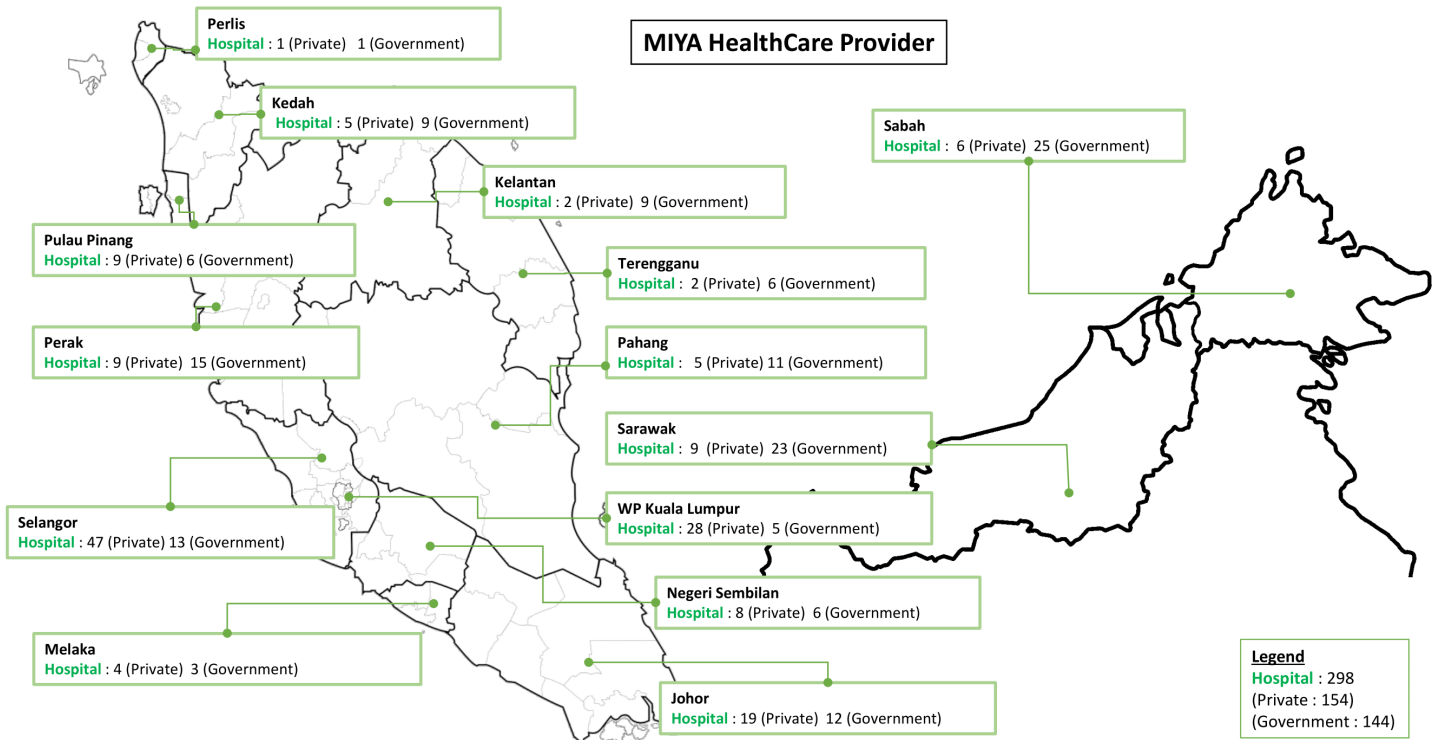 MIYA HealthCare Provider
Perlis
Hospital : 1 (Private) 1 (Government)
Kedah
Hospital : 5 (Private) 9 (Government)
Sabah
Hospital : 6 (Private) 25 (Government)
Kelantan
Hospital : 2 (Private) 9 (Government)
Pulau Pinang
Hospital : 9 (Private) 6 (Government)
Terengganu
Hospital : 2 (Private) 6 (Government)
Perak
Hospital : 9 (Private) 15 (Government)
Pahang
Hospital : 5 (Private) 11 (Government)
Sarawak
Hospital : 9 (Private) 23 (Government)
Selangor
Hospital : 47 (Private) 13 (Government)
WP Kuala Lumpur
Hospital : 28 (Private) 5 (Government)
Negeri Sembilan
Hospital : 8 (Private) 6 (Government)
Melaka
Hospital : 4 (Private) 3 (Government)
Johor
Hospital : 19 (Private) 12 (Government)
Legend
Hospital : 298
(Private : 154)
(Government : 144)